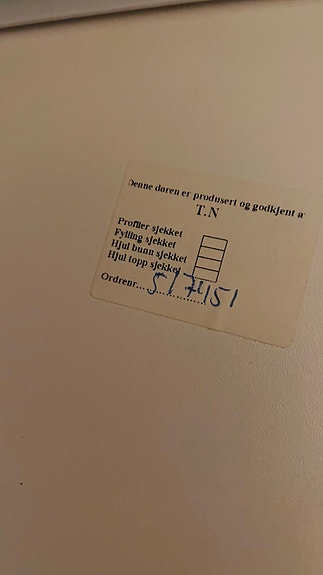 Denne døren er produsert og godkjent a
T.N
Profiler sjekket
Fylling sjekket
Hjul bunn sjekket
Hjul topp sjekket
Ordrenr.....................